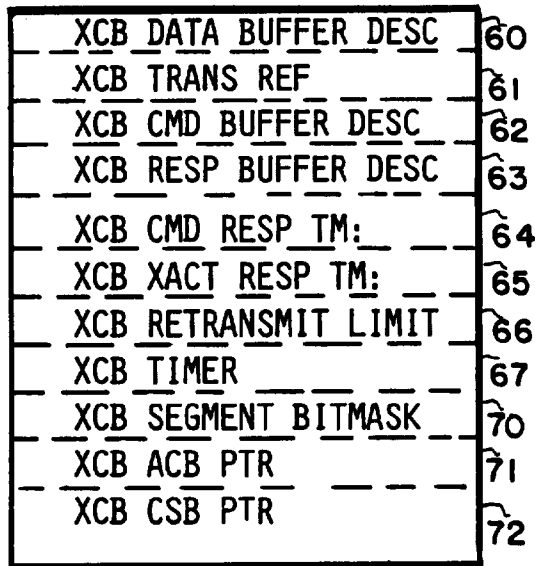 XCB DATA BUFFER DESC 60
XCB TRANS REF 61
XCB CMD BUFFER DESC 62
XCB RESP BUFFER DESC 63
XCB CMD RESP TM: 64
XCB XACT RESP TM: 65
XCB RETRANSMIT LIMIT 66
XCB TIMER 67
XCB SEGMENT BITMASK 70
XCB ACB PTR 71
XCB CSB PTR 72